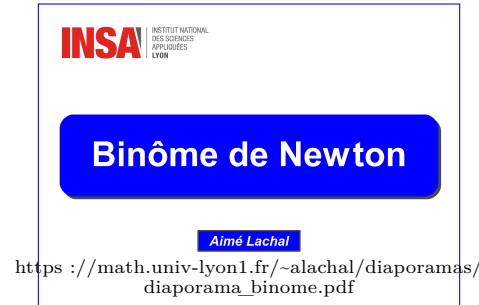 INSA
INSTITUT NATIONAL
DES SCIENCES
APPLIQUÉES
LYON
Binôme de Newton
Aimé Lachal
https ://math.univ-lyon1.fr/~alachal/diaporamas/
diaporama_binome.pdf